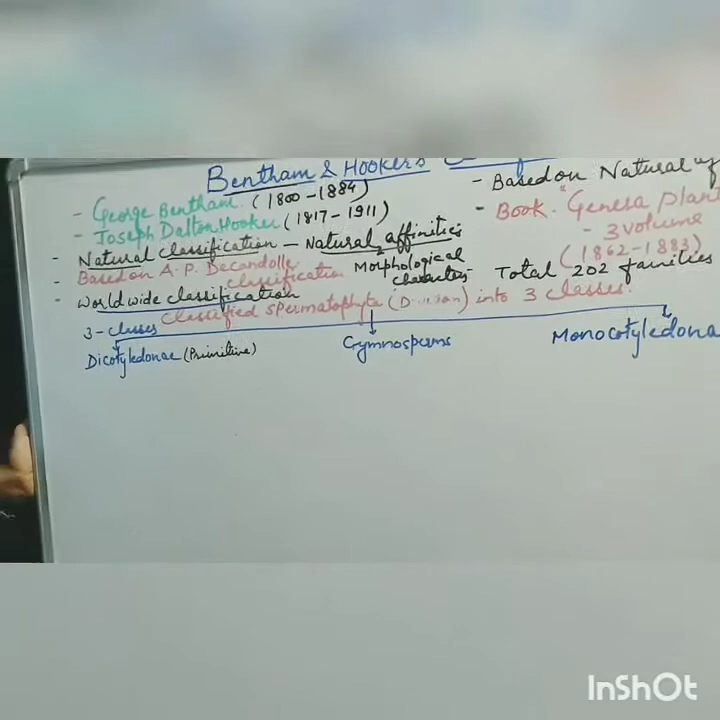 Bentham & Hooker's
- Based on Natural
- George Bentham (1800-1884)
- Joseph Dalton Hooker (1817-1911)
- Book. "Genera Plant
- 3 volume
(1862-1883)
- Natural classification - Natural affinities
- Based on A. P. Decandolle classification
Morphological characters
Total 202 families
- World wide classification
Classified Spermatophyta (Division) into 3 classes.
3-classes
Dicotyledonae (Primitive)
Gymnosperms
Monocotyledona
InShOt